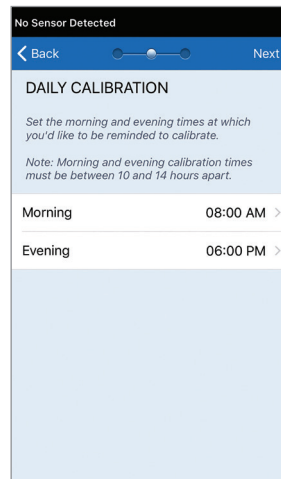 No Sensor Detected
Back
Next
DAILY CALIBRATION
Set the morning and evening times at which
you'd like to be reminded to calibrate.
Note: Morning and evening calibration times
must be between 10 and 14 hours apart.
Morning 08:00 AM
Evening 06:00 PM